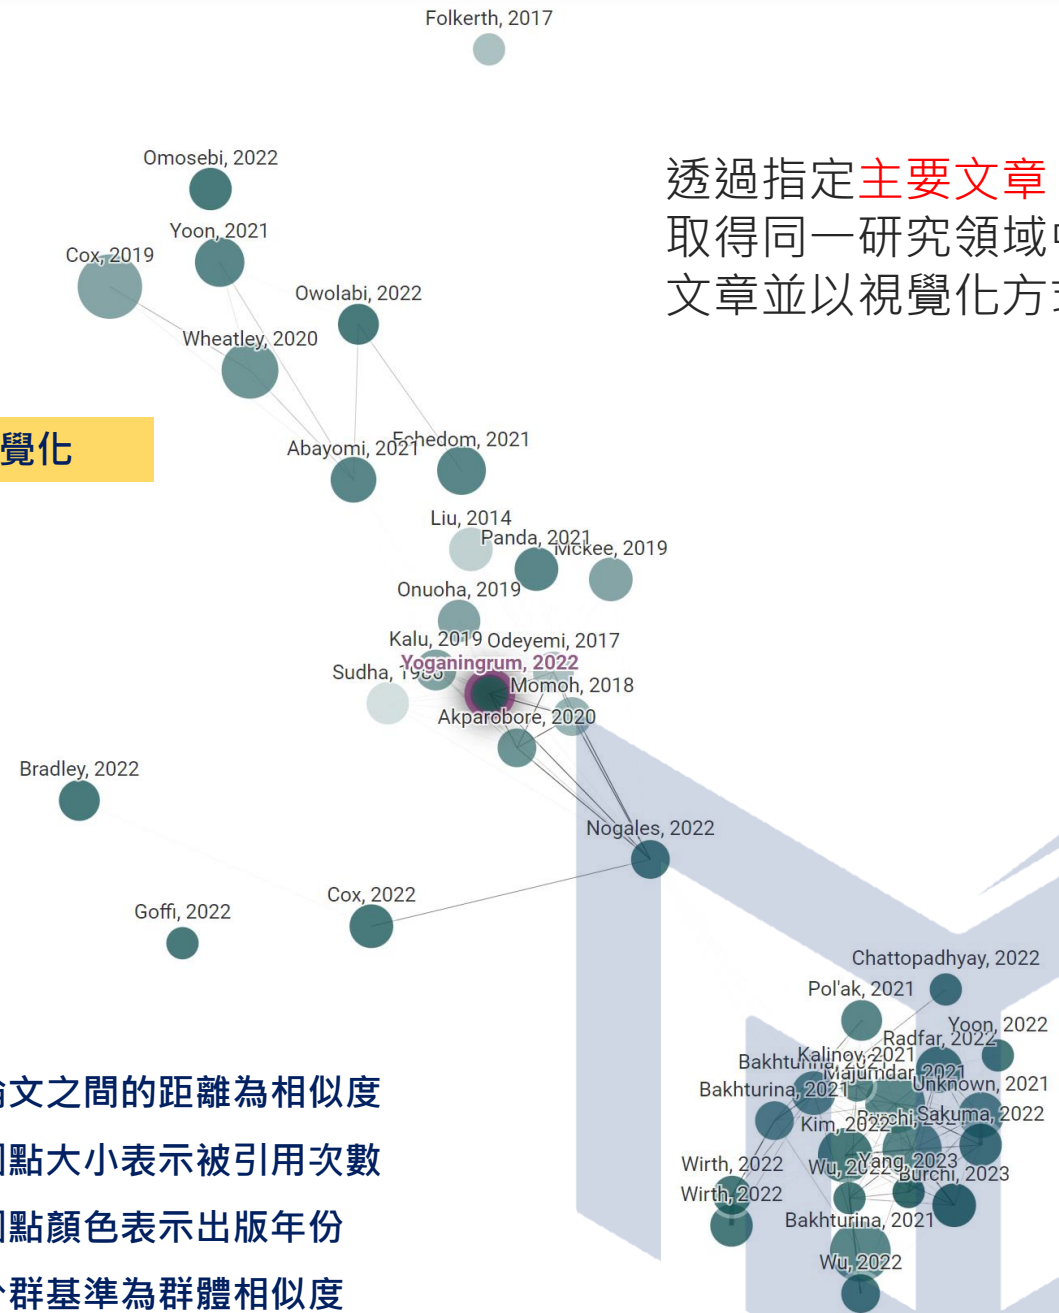 Folkerth, 2017
Omosebi, 2022
透過指定主要文章
取得同一研究領域
文章並以視覺化方
Yoon, 2021
Cox, 2019
Owolabi, 2022
Wheatley, 2020
覺化
Abayomi, 2021
Echedom, 2021
Liu, 2014
Panda, 2021
Mckee, 2019
Onuoha, 2019
Kalu, 2019
Odeyemi, 2017
Yoganingrum, 2022
Sudha,
Momoh, 2018
Akparobore, 2020
Bradley, 2022
Nogales, 2022
Cox, 2022
Goffi, 2022
Chattopadhyay, 2022
Pol'ak, 2021
Yoon, 2022
Radfar, 2022
Kalinov, 2021
Bakhturina,
Majumdar, 2021
Unknown, 2021
Bakhturina, 2021
Sakuma, 2022
Kim, 2022
文之間的距離為相似度
點大小表示被引用次數
Wirth, 2022
Wu, 2022
Yang, 2023
Burchi, 2023
Wirth, 2022
Bakhturina, 2021
點顏色表示出版年份
Wu, 2022
群基準為群體相似度